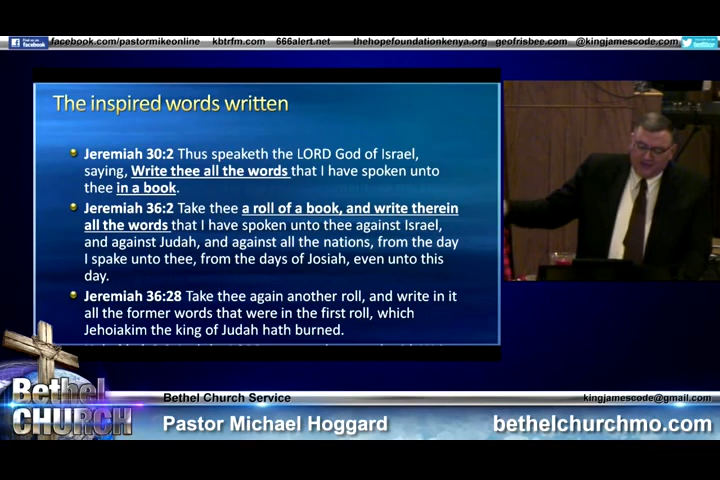 Find us on facebook facebook.com/pastormikeonline kbtrfm.com 666alert.net thehopefoundationkenya.org geofrisbee.com @kingjamescode.com twitter
The inspired words written
Jeremiah 30:2 Thus speaketh the LORD God of Israel,
saying, Write thee all the words that I have spoken unto
thee in a book.
Jeremiah 36:2 Take thee a roll of a book, and write therein
all the words that I have spoken unto thee against Israel,
and against Judah, and against all the nations, from the day
I spake unto thee, from the days of Josiah, even unto this
day.
Jeremiah 36:28 Take thee again another roll, and write in it
all the former words that were in the first roll, which
Jehoiakim the king of Judah hath burned.
Bethel
CHURCH
Bethel Church Service kingjamescode@gmail.com
Pastor Michael Hoggard bethelchurchmo.com